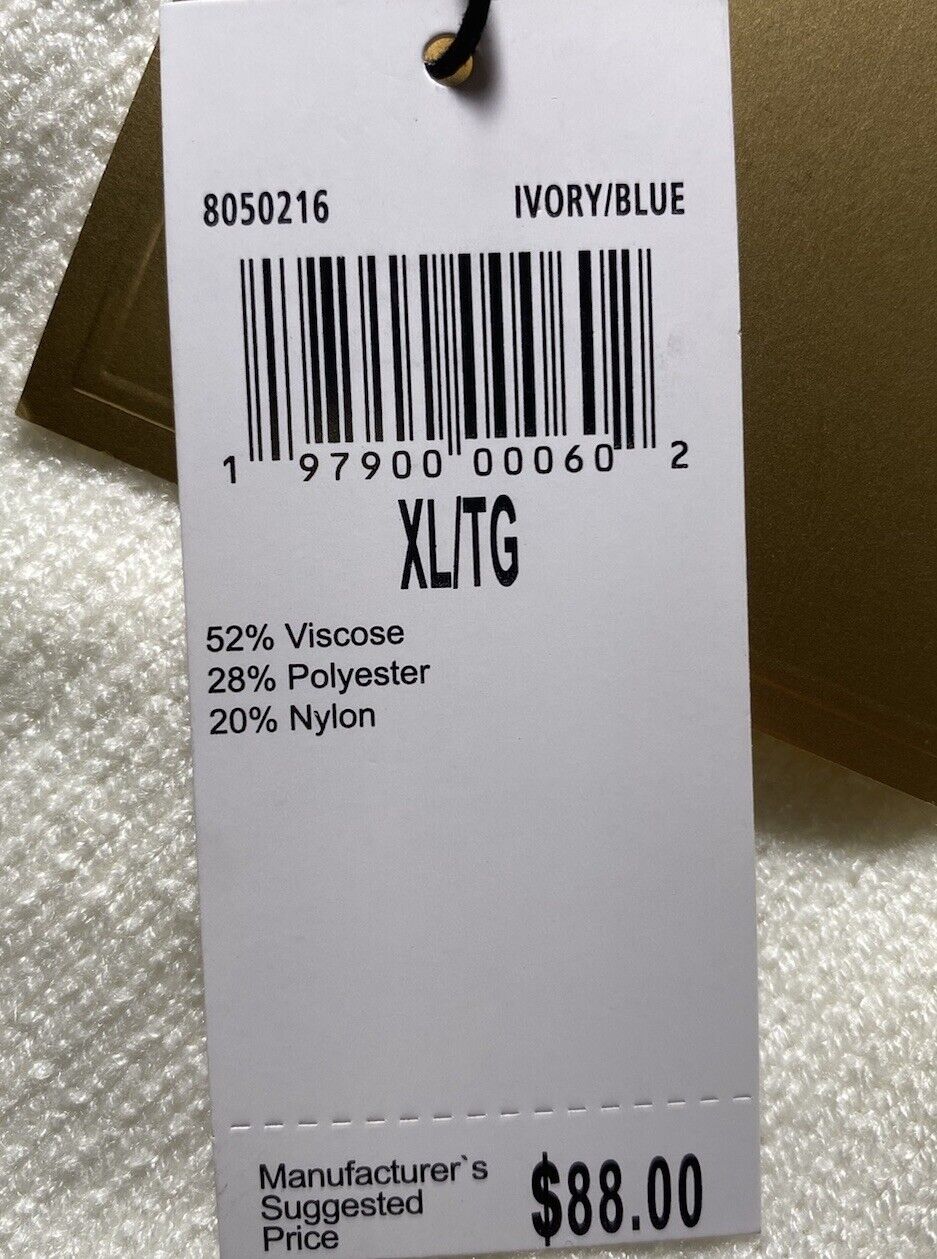 8050216 IVORY/BLUE
1 97900 00060 2
XL/TG
52% Viscose
28% Polyester
20% Nylon
Manufacturer`s
Suggested
Price
$88.00